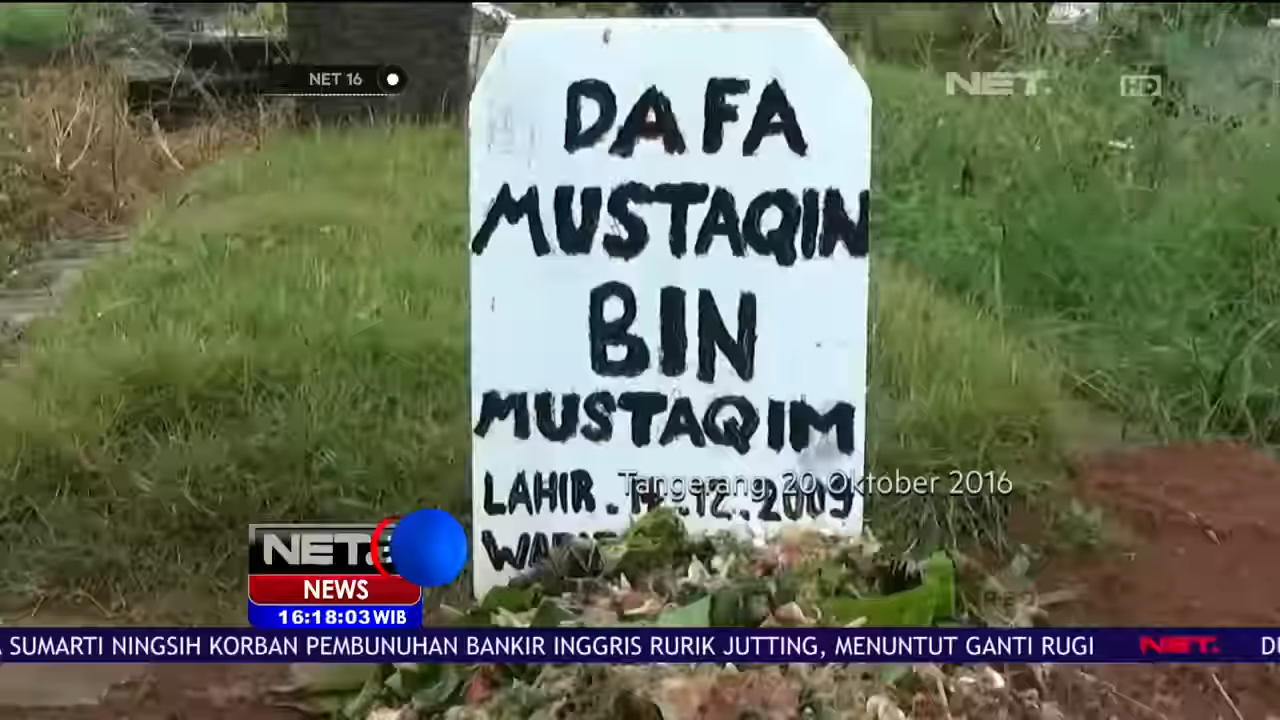 NET 16
NET.
HD
DAFA
MUSTAQIN
BIN
MUSTAQIM
LAHIR. .12.2009
Tangerang, 20 Oktober 2016
NET.
NEWS
16:18:03 WIB
SUMARTI NINGSIH KORBAN PEMBUNUHAN BANKIR INGGRIS RURIK JUTTING, MENUNTUT GANTI RUGI
NET.